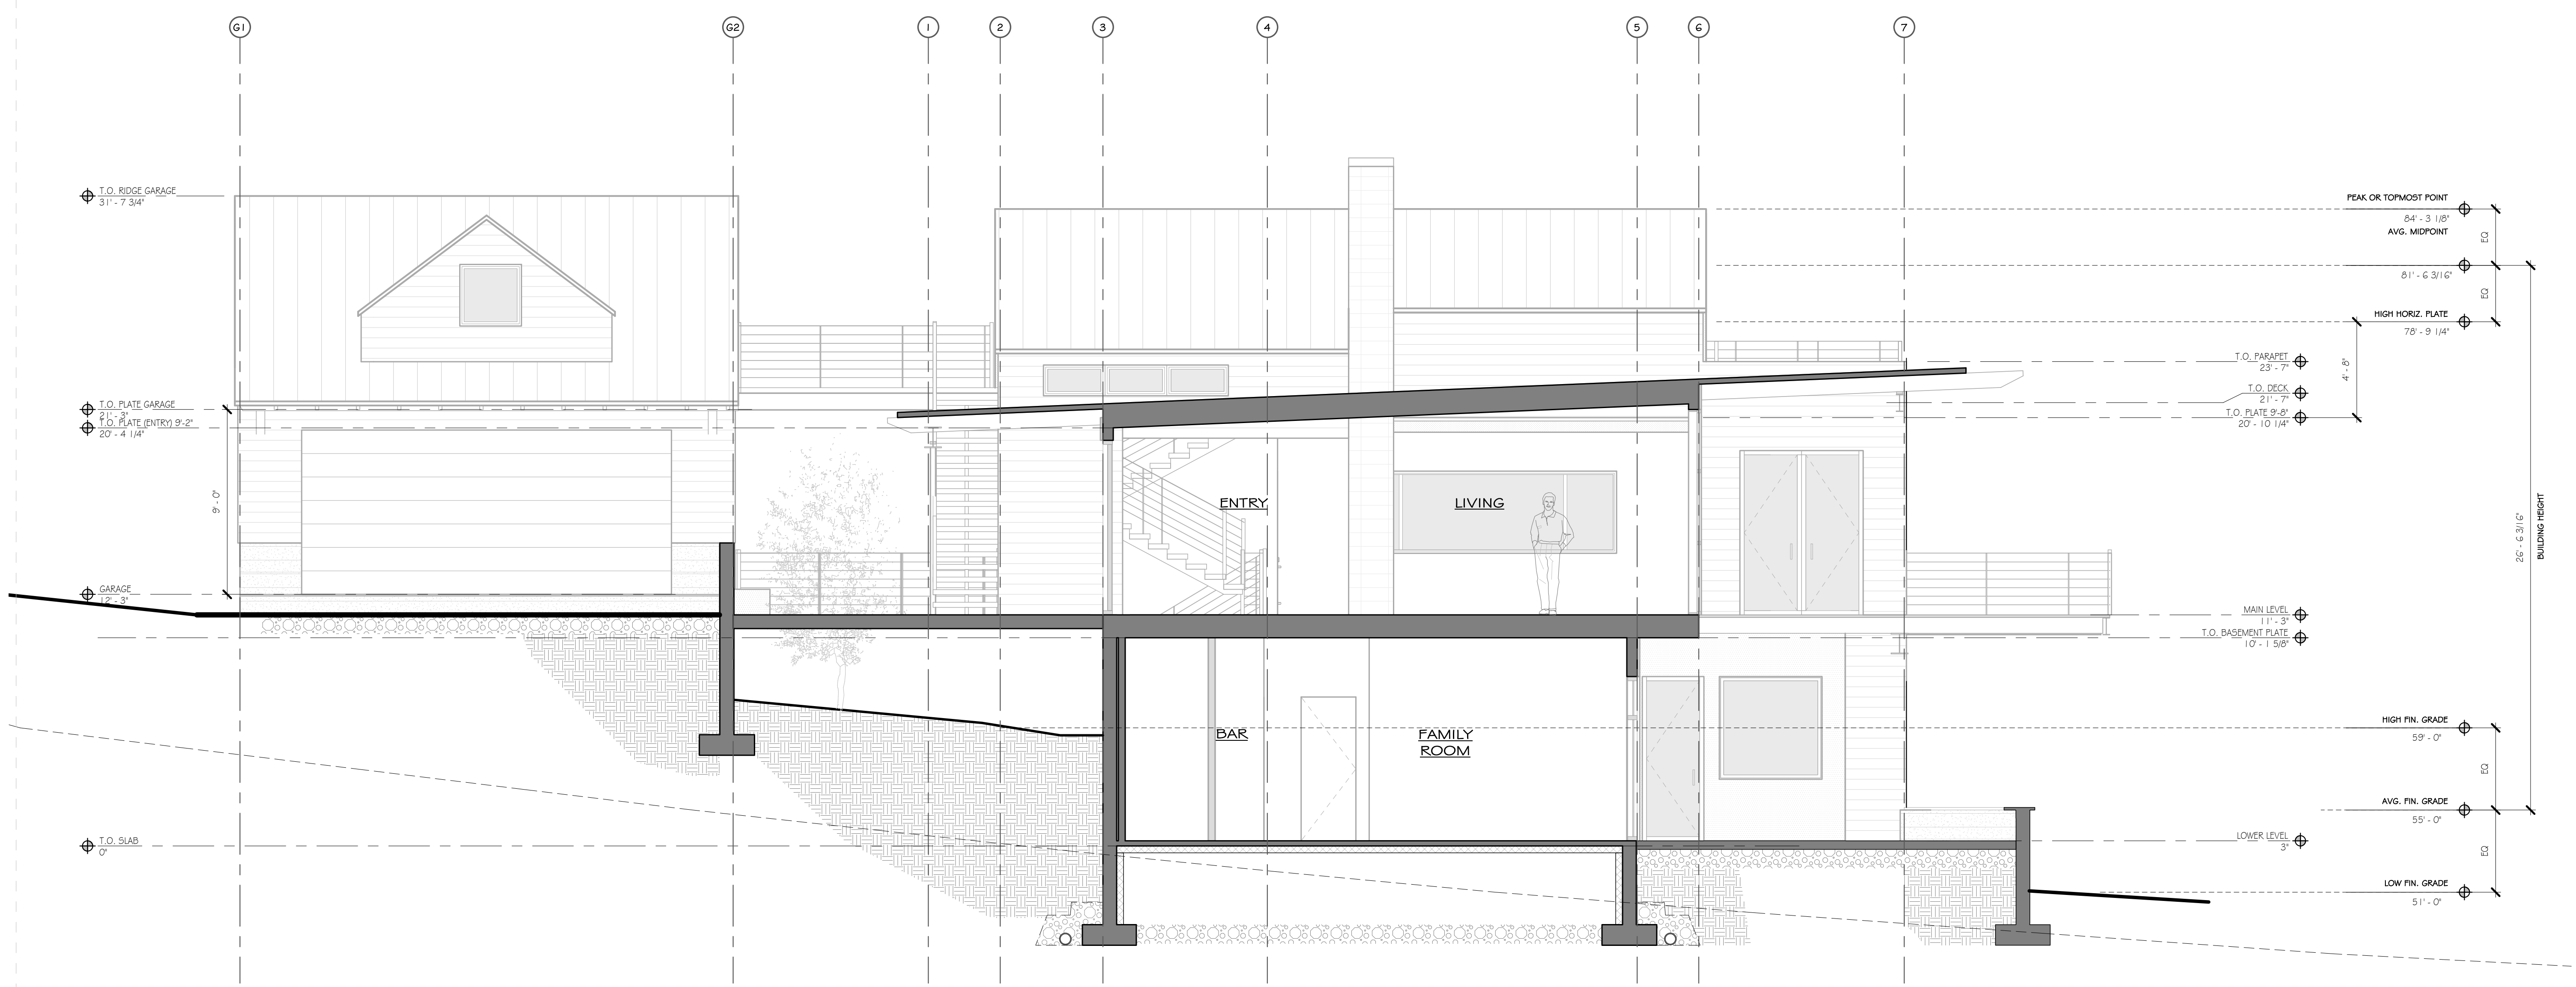 G1 G2 1 2 3 4 5 6 7
T.O. RIDGE GARAGE
31' - 7 3/4"
T.O. PLATE GARAGE
21' - 3"
T.O. PLATE (ENTRY) 9'-2"
20' - 4 1/4"
9' - 0"
GARAGE
12' - 3"
T.O. SLAB
0"
ENTRY
LIVING
BAR
FAMILY
ROOM
PEAK OR TOPMOST POINT
84' - 3 1/8"
AVG. MIDPOINT
EQ
81' - 6 3/16"
EQ
HIGH HORIZ. PLATE
78' - 9 1/4"
T.O. PARAPET
23' - 7"
4' - 8"
T.O. DECK
21' - 7"
T.O. PLATE 9'-8"
20' - 10 1/4"
26' - 6 3/16"
BUILDING HEIGHT
MAIN LEVEL
11' - 3"
T.O. BASEMENT PLATE
10' - 1 5/8"
HIGH FIN. GRADE
59' - 0"
EQ
AVG. FIN. GRADE
55' - 0"
LOWER LEVEL
3"
EQ
LOW FIN. GRADE
51' - 0"